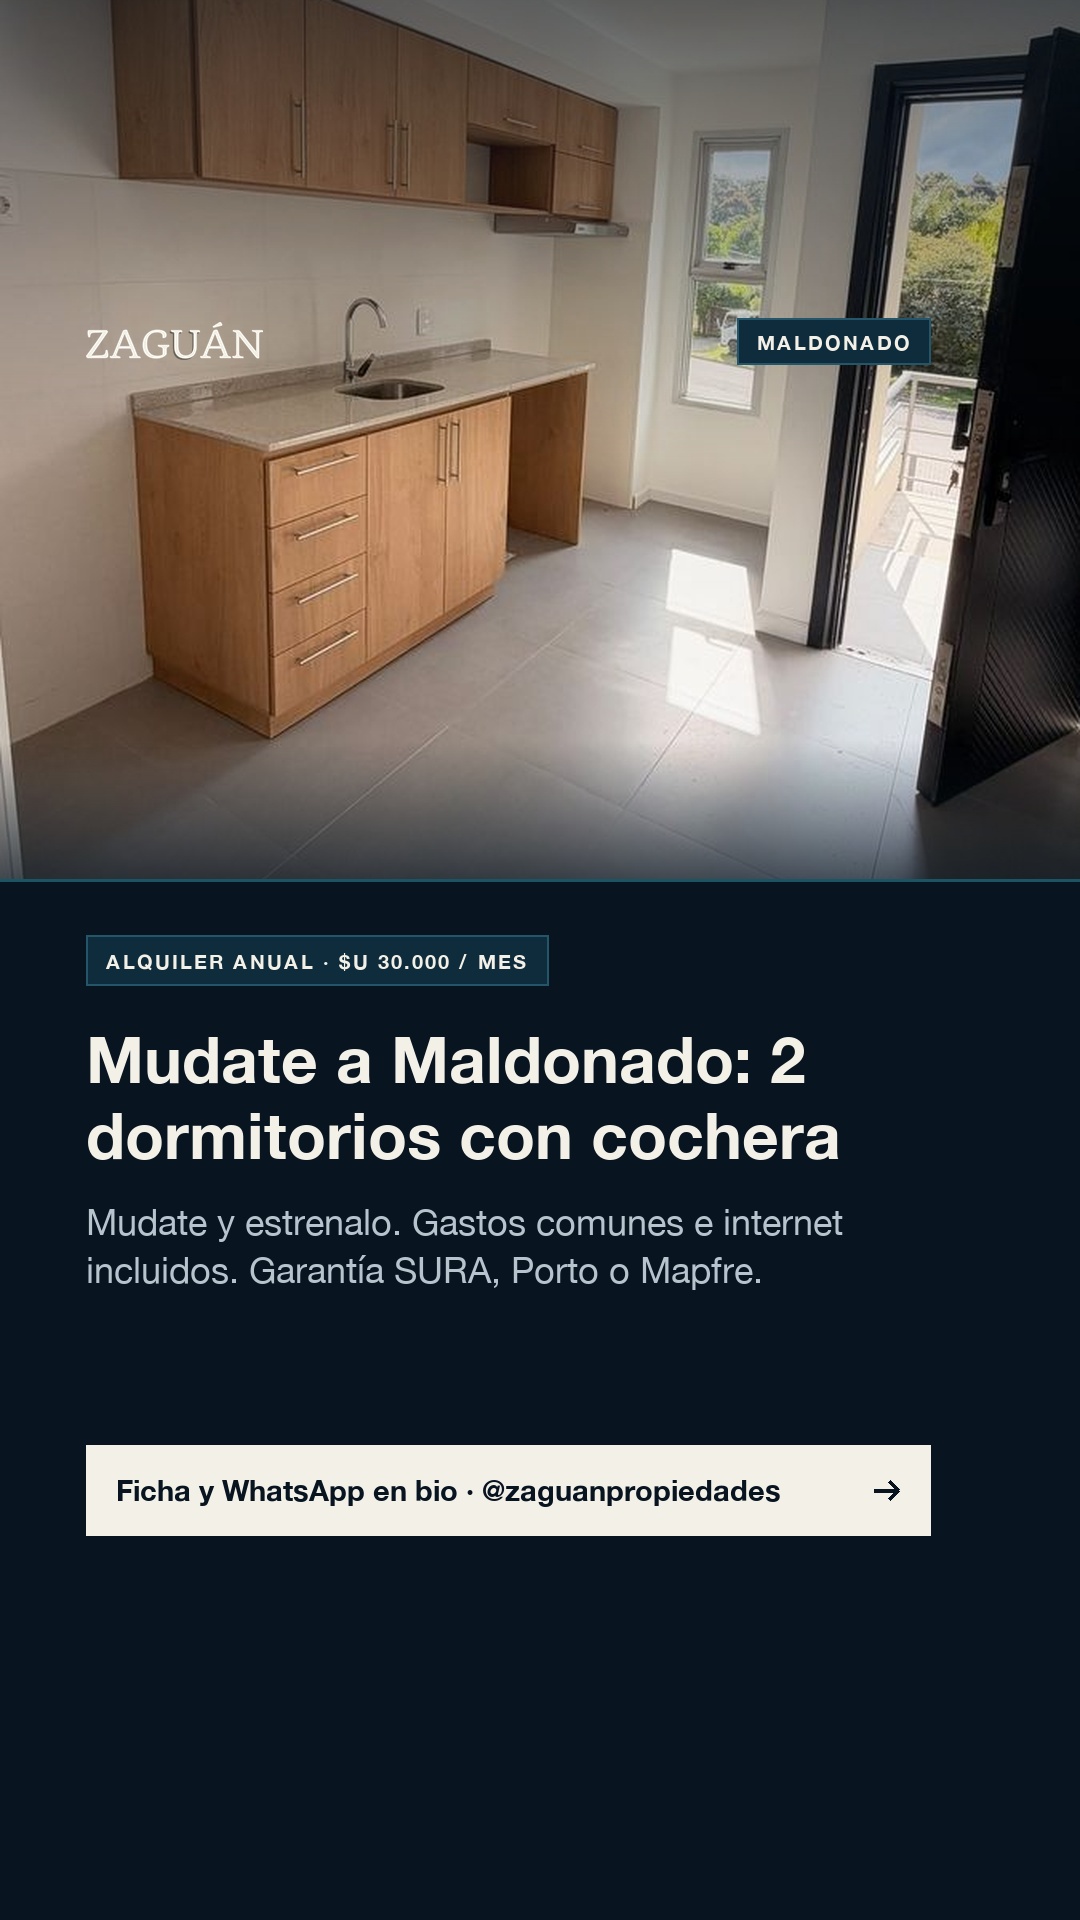 ZAGUÁN
MALDONADO
ALQUILER ANUAL · $U 30.000 / MES
Mudate a Maldonado: 2
dormitorios con cochera
Mudate y estrenalo. Gastos comunes e internet
incluidos. Garantía SURA, Porto o Mapfre.
Ficha y WhatsApp en bio · @zaguanpropiedades →